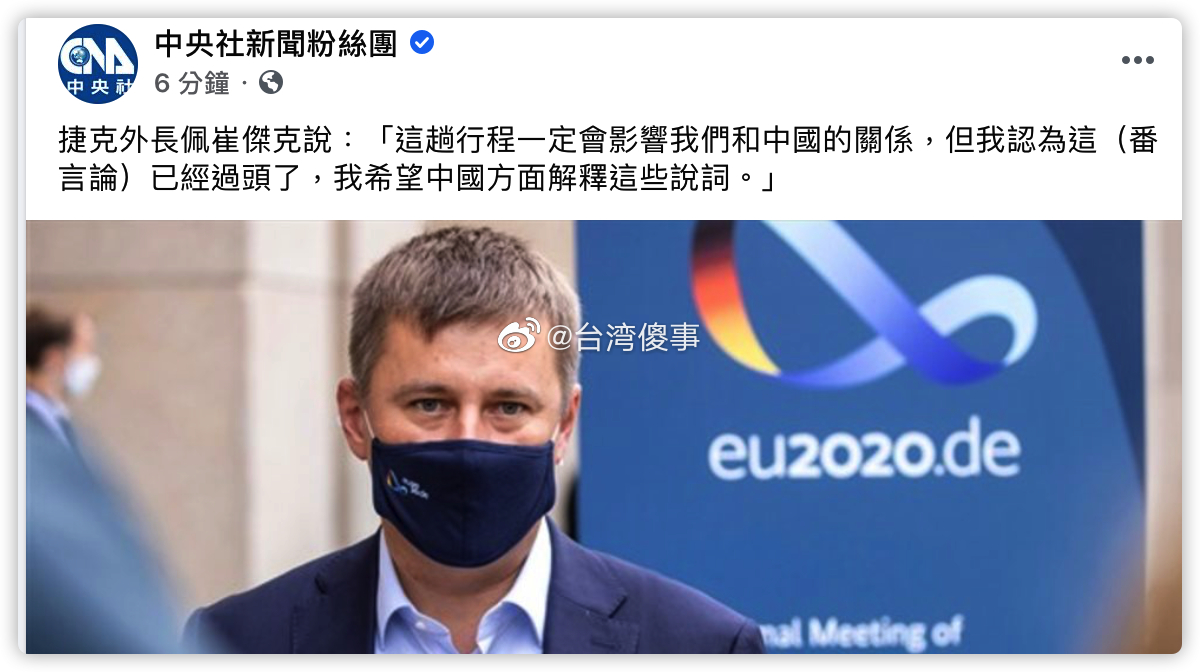 CNA
中央社
中央社新聞粉絲團
6 分鐘 ·
捷克外長佩崔傑克說：「這趟行程一定會影響我們和中國的關係，但我認為這（番
言論）已經過頭了，我希望中國方面解釋這些說詞。」
@台湾傻事
eu2020.de
Meeting of